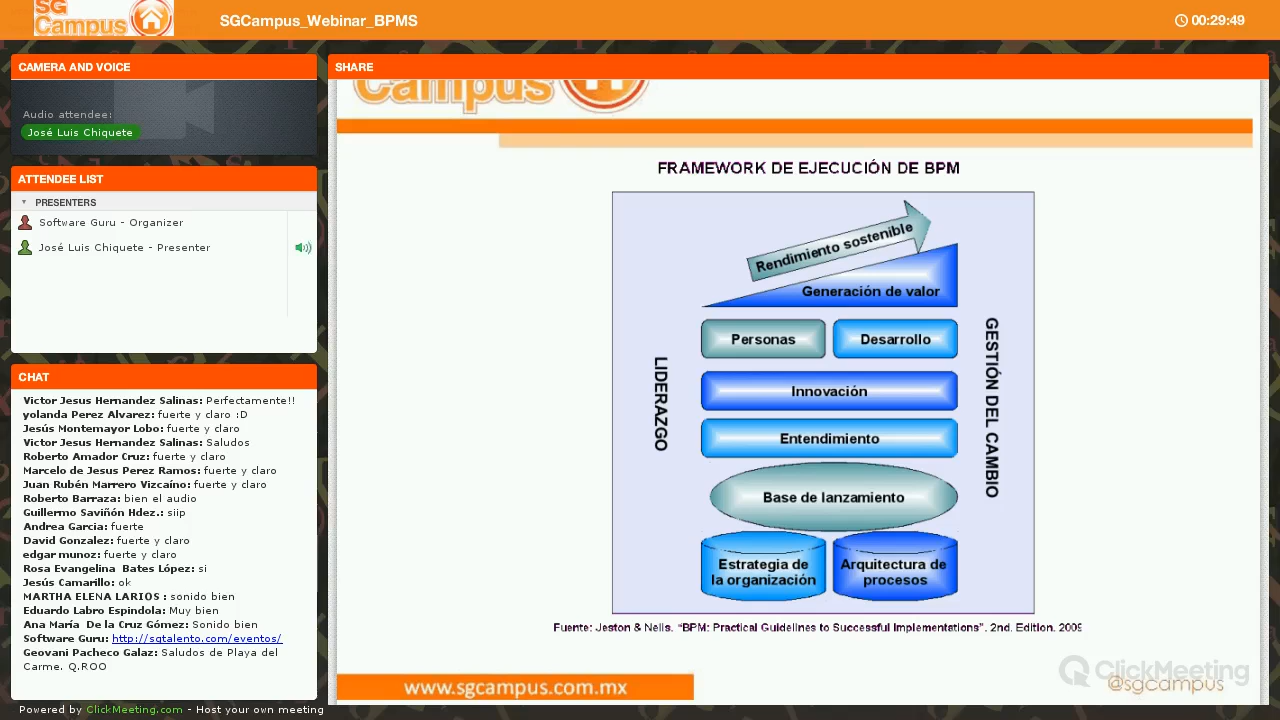 SG
Campus
SGCampus_Webinar_BPMS
00:29:49
CAMERA AND VOICE
Audio attendee:
José Luis Chiquete
ATTENDEE LIST
PRESENTERS
Software Guru - Organizer
José Luis Chiquete - Presenter
CHAT
Victor Jesus Hernandez Salinas: Perfectamente!!
yolanda Perez Alvarez: fuerte y claro :D
Jesús Montemayor Lobo: fuerte y claro
Victor Jesus Hernandez Salinas: Saludos
Roberto Amador Cruz: fuerte y claro
Marcelo de Jesus Perez Ramos: fuerte y claro
Juan Rubén Marrero Vizcaíno: fuerte y claro
Roberto Barraza: bien el audio
Guillermo Saviñón Hdez.: siip
Andrea Garcia: fuerte
David Gonzalez: fuerte y claro
edgar munoz: fuerte y claro
Rosa Evangelina Bates López: si
Jesús Camarillo: ok
MARTHA ELENA LARIOS : sonido bien
Eduardo Labro Espindola: Muy bien
Ana María De la Cruz Gómez: Sonido bien
Software Guru: http://sgtalento.com/eventos/
Geovani Pacheco Galaz: Saludos de Playa del
Carme. Q.ROO
Powered by ClickMeeting.com - Host your own meeting
SHARE
Campus
FRAMEWORK DE EJECUCIÓN DE BPM
Rendimiento sostenible
Generación de valor
Personas
Desarrollo
Innovación
Entendimiento
Base de lanzamiento
Estrategia de
la organización
Arquitectura de
procesos
LIDERAZGO
GESTIÓN DEL CAMBIO
Fuente: Jeston & Nelis. “BPM: Practical Guidelines to Successful Implementations”. 2nd. Edition. 2009
www.sgcampus.com.mx
ClickMeeting
@sgcampus